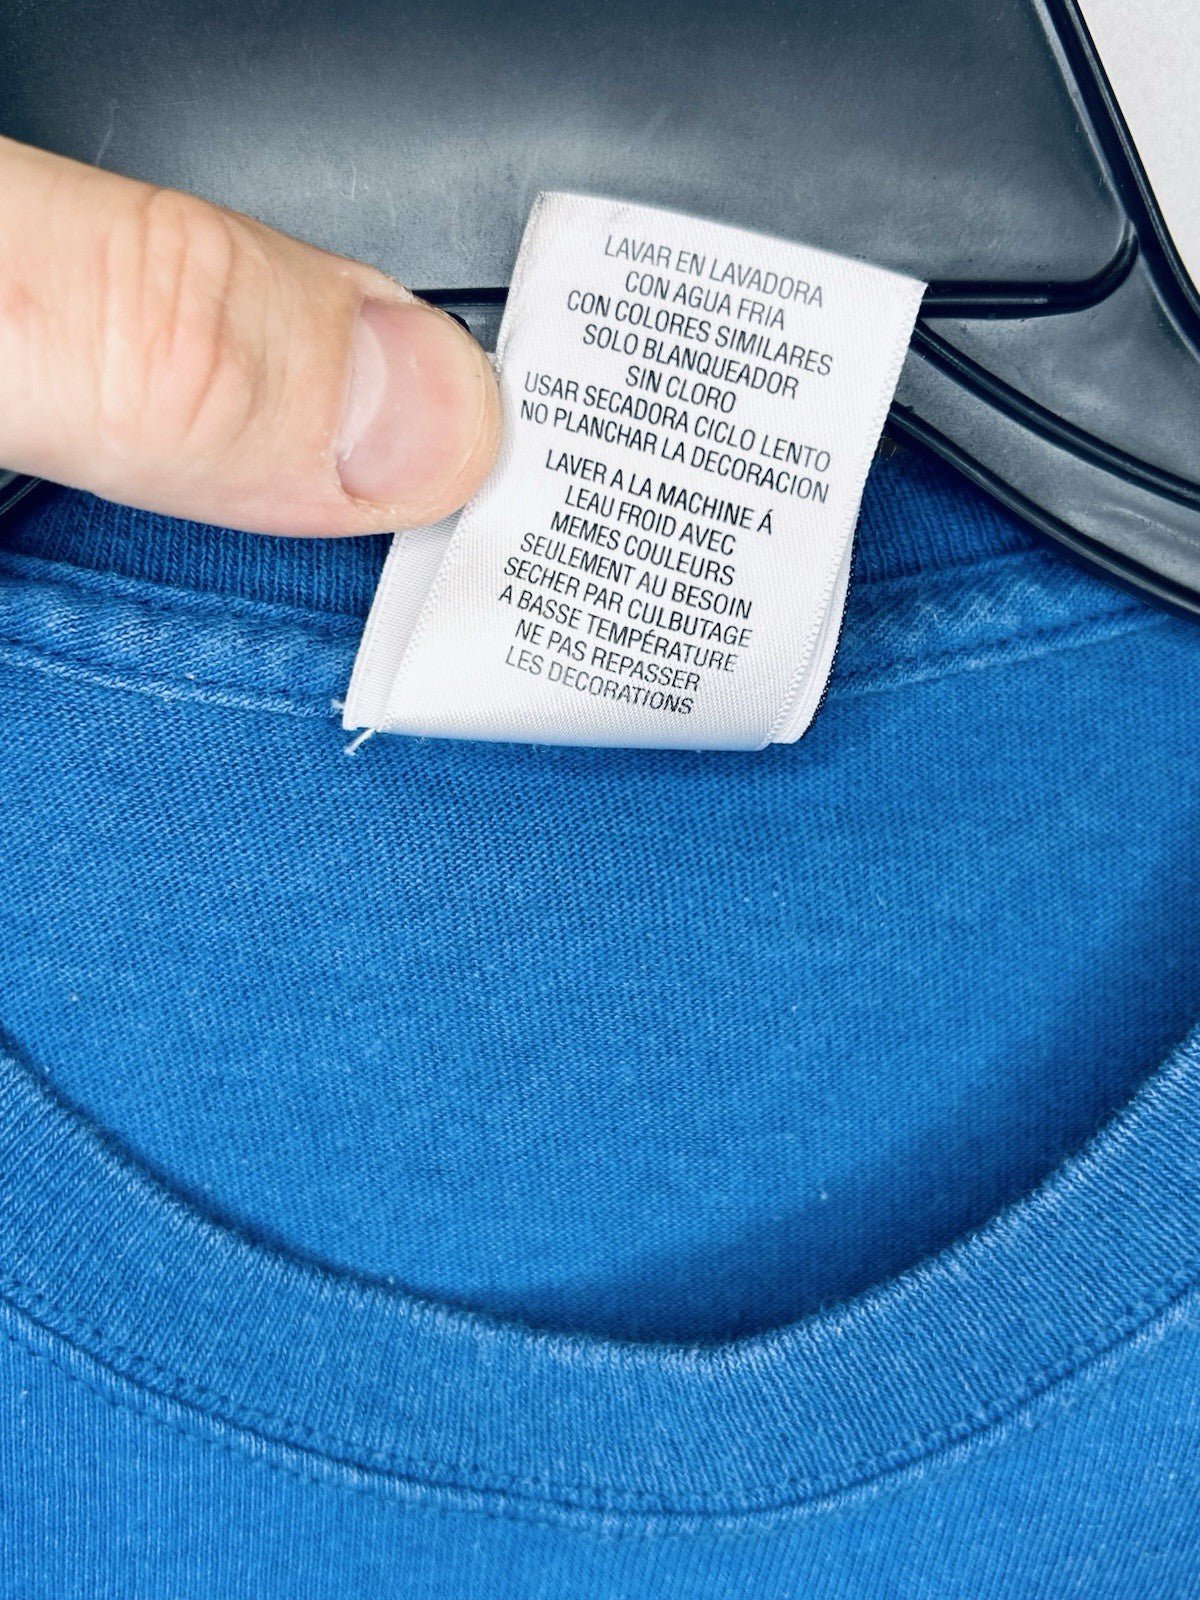 LAVAR EN LAVADORA
CON AGUA FRIA
CON COLORES SIMILARES
SOLO BLANQUEADOR
SIN CLORO
USAR SECADORA CICLO LENTO
NO PLANCHAR LA DECORACION
LAVER A LA MACHINE Á
LEAU FROID AVEC
MEMES COULEURS
SEULEMENT AU BESOIN
SECHER PAR CULBUTAGE
A BASSE TEMPÉRATURE
NE PAS REPASSER
LES DECORATIONS